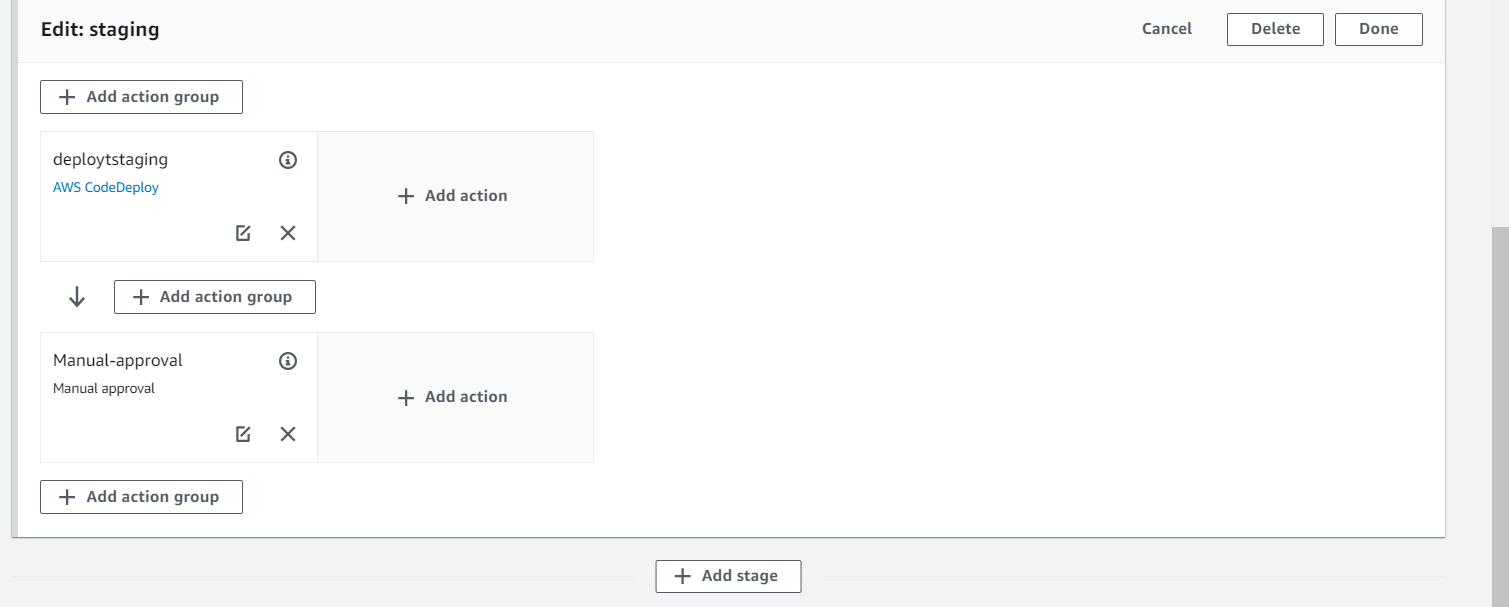 Edit: staging
Cancel
Delete
Done
Add action group
deploytstaging
AWS CodeDeploy
Add action
Add action group
Manual-approval
Manual approval
Add action
Add action group
Add stage